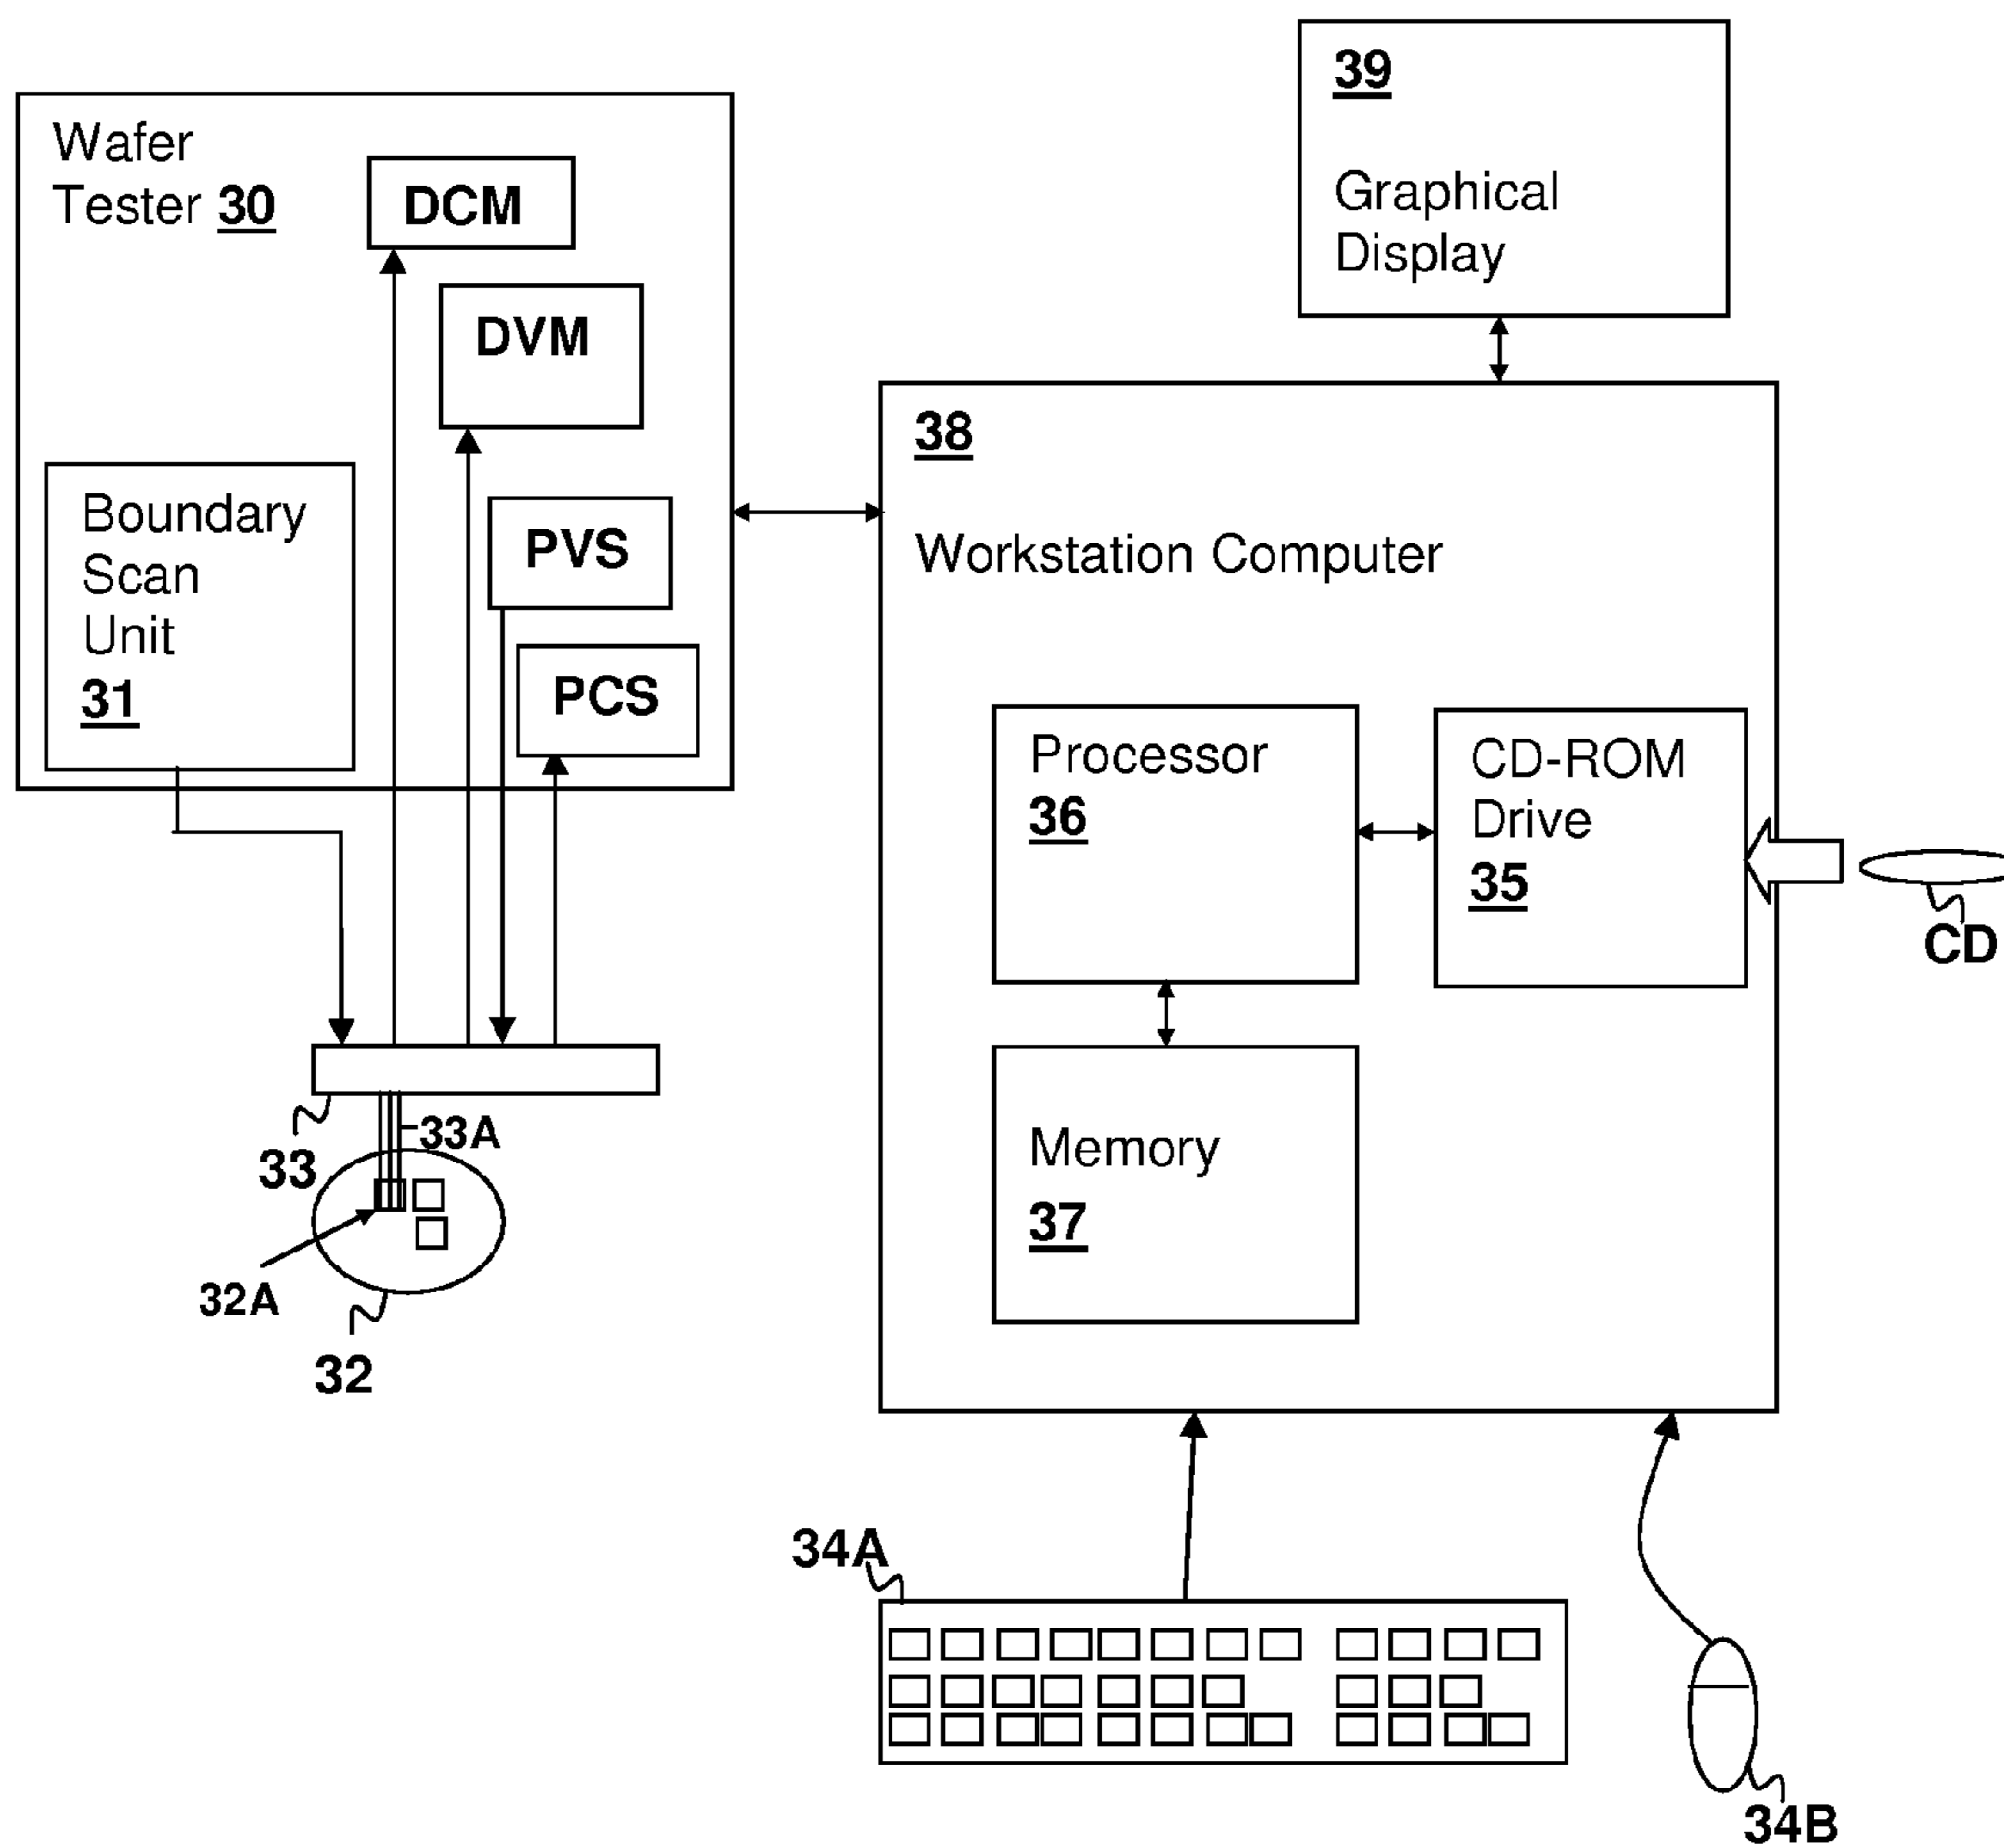 Wafer
Tester 30
DCM
DVM
PVS
PCS
Boundary
Scan
Unit
31
33
33A
32A
32
39
Graphical
Display
38
Workstation Computer
Processor
36
CD-ROM
Drive
35
CD
Memory
37
34A
34B